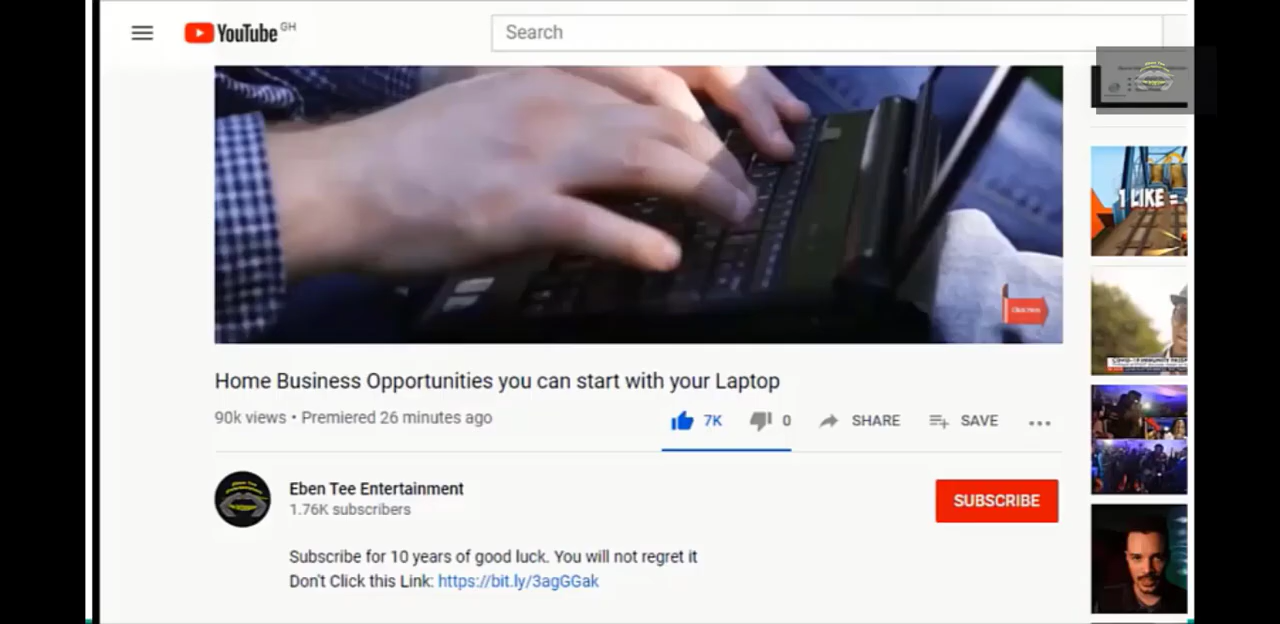 YouTube GH
Search
1 LIKE =
Click Here
Home Business Opportunities you can start with your Laptop
90k views • Premiered 26 minutes ago
7K
0
SHARE
SAVE
Eben Tee Entertainment
1.76K subscribers
SUBSCRIBE
Subscribe for 10 years of good luck. You will not regret it
Don't Click this Link: https://bit.ly/3agGGak